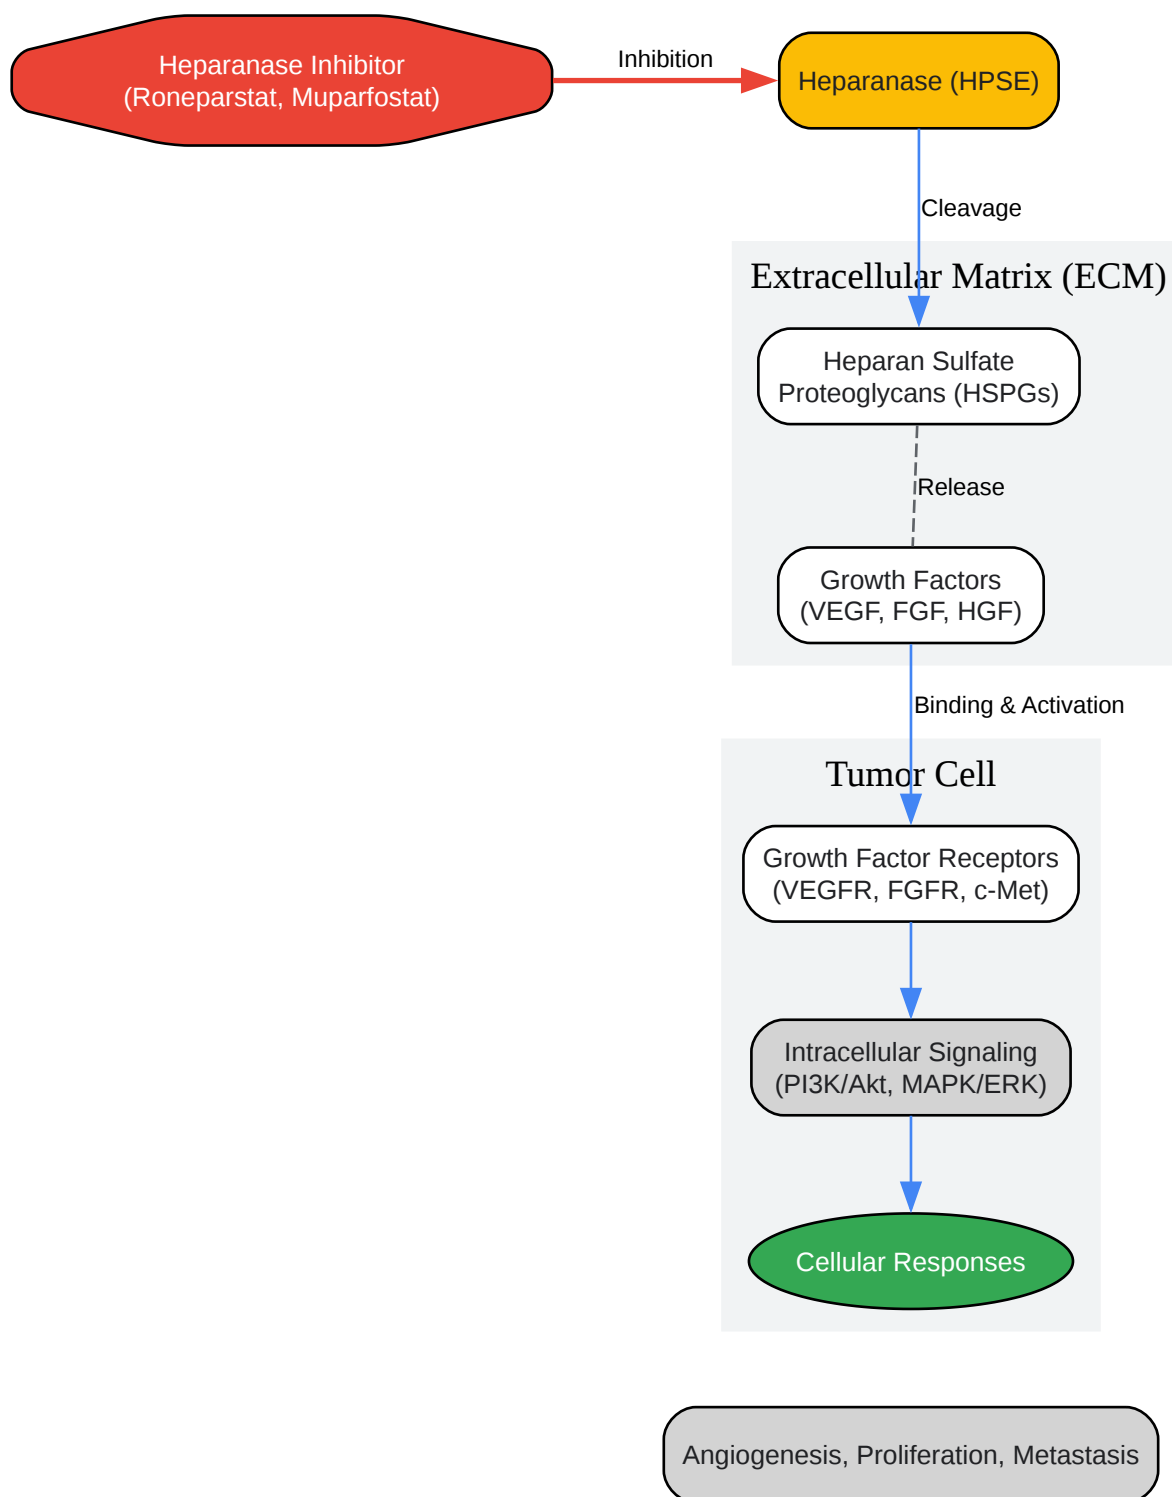 Heparanase Inhibitor
(Roneparstat, Muparfostat)
Inhibition
Heparanase (HPSE)
Cleavage
Extracellular Matrix (ECM)
Heparan Sulfate
Proteoglycans (HSPGs)
Release
Growth Factors
(VEGF, FGF, HGF)
Binding & Activation
Tumor Cell
Growth Factor Receptors
(VEGFR, FGFR, c-Met)
Intracellular Signaling
(PI3K/Akt, MAPK/ERK)
Cellular Responses
Angiogenesis, Proliferation, Metastasis